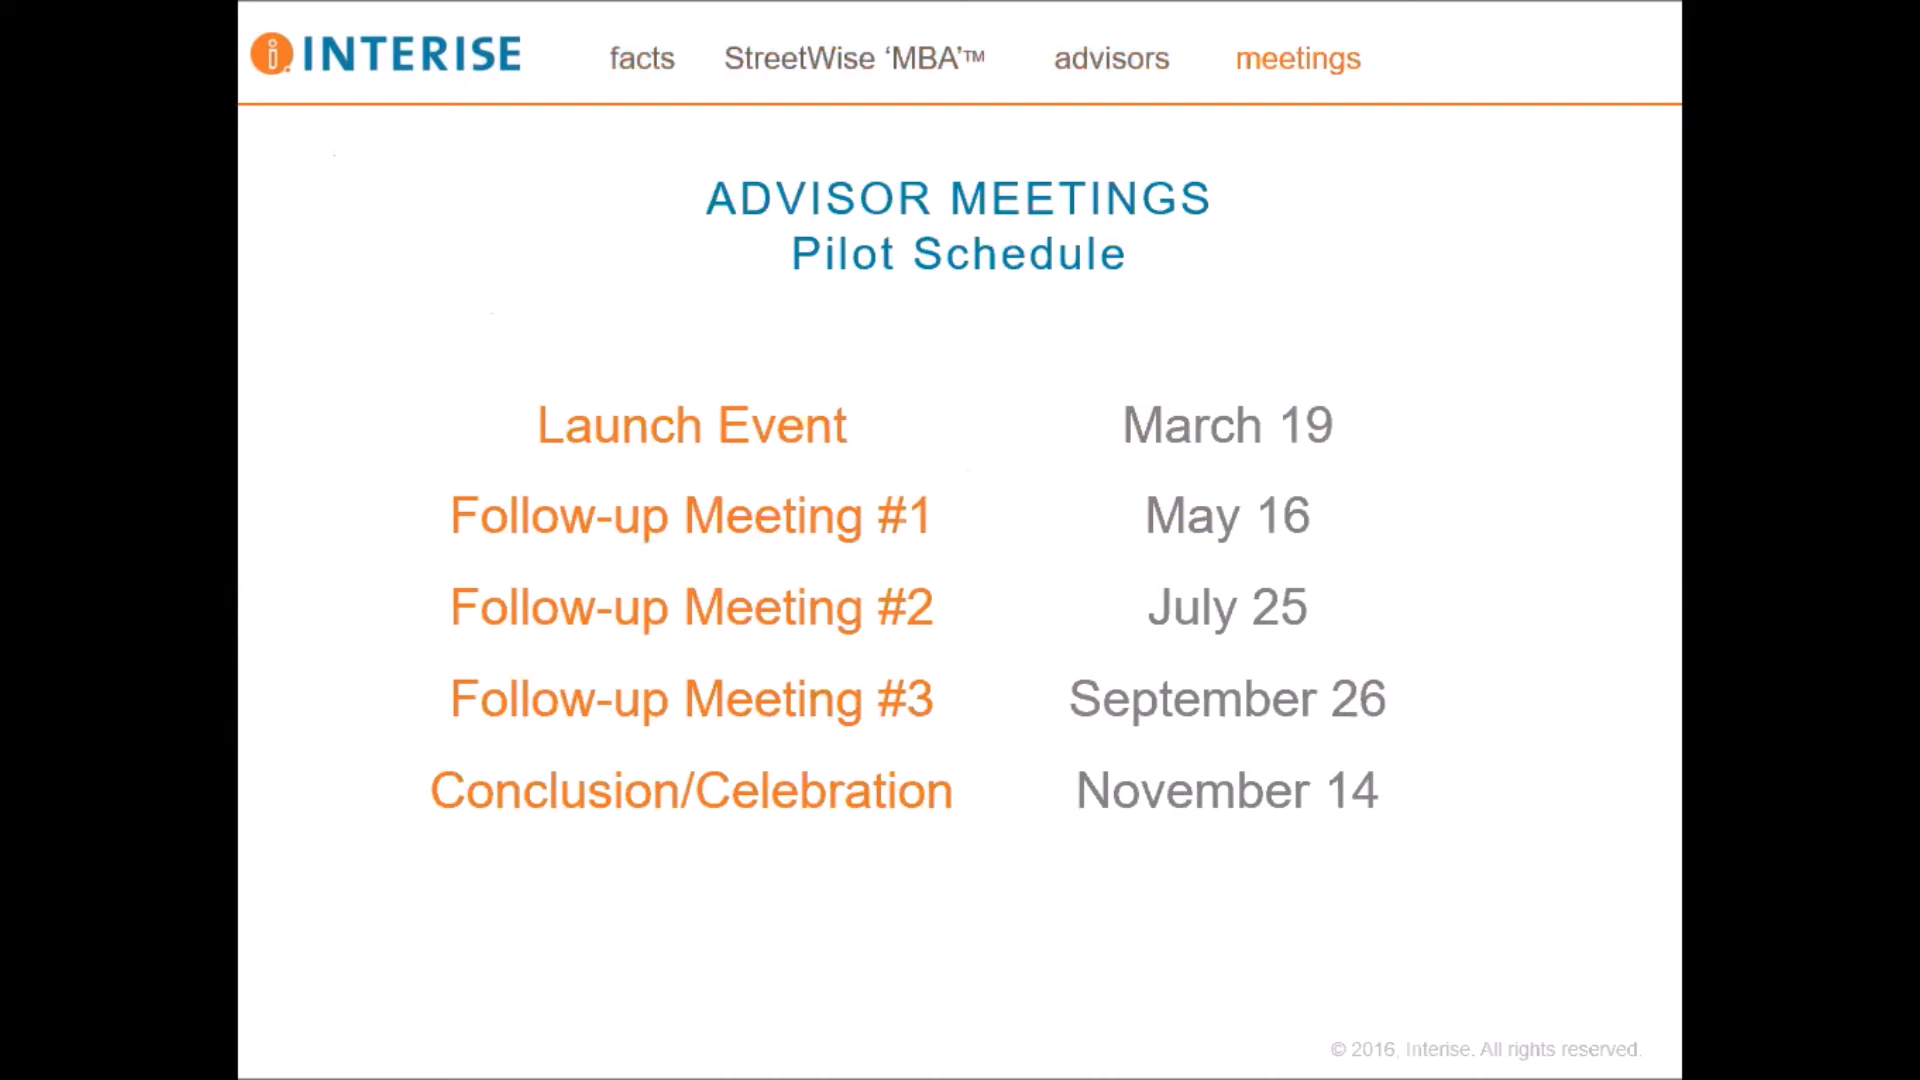 INTERISE facts StreetWise ‘MBA’™ advisors meetings
ADVISOR MEETINGS
Pilot Schedule
Launch Event March 19
Follow-up Meeting #1 May 16
Follow-up Meeting #2 July 25
Follow-up Meeting #3 September 26
Conclusion/Celebration November 14
© 2016, Interise. All rights reserved.